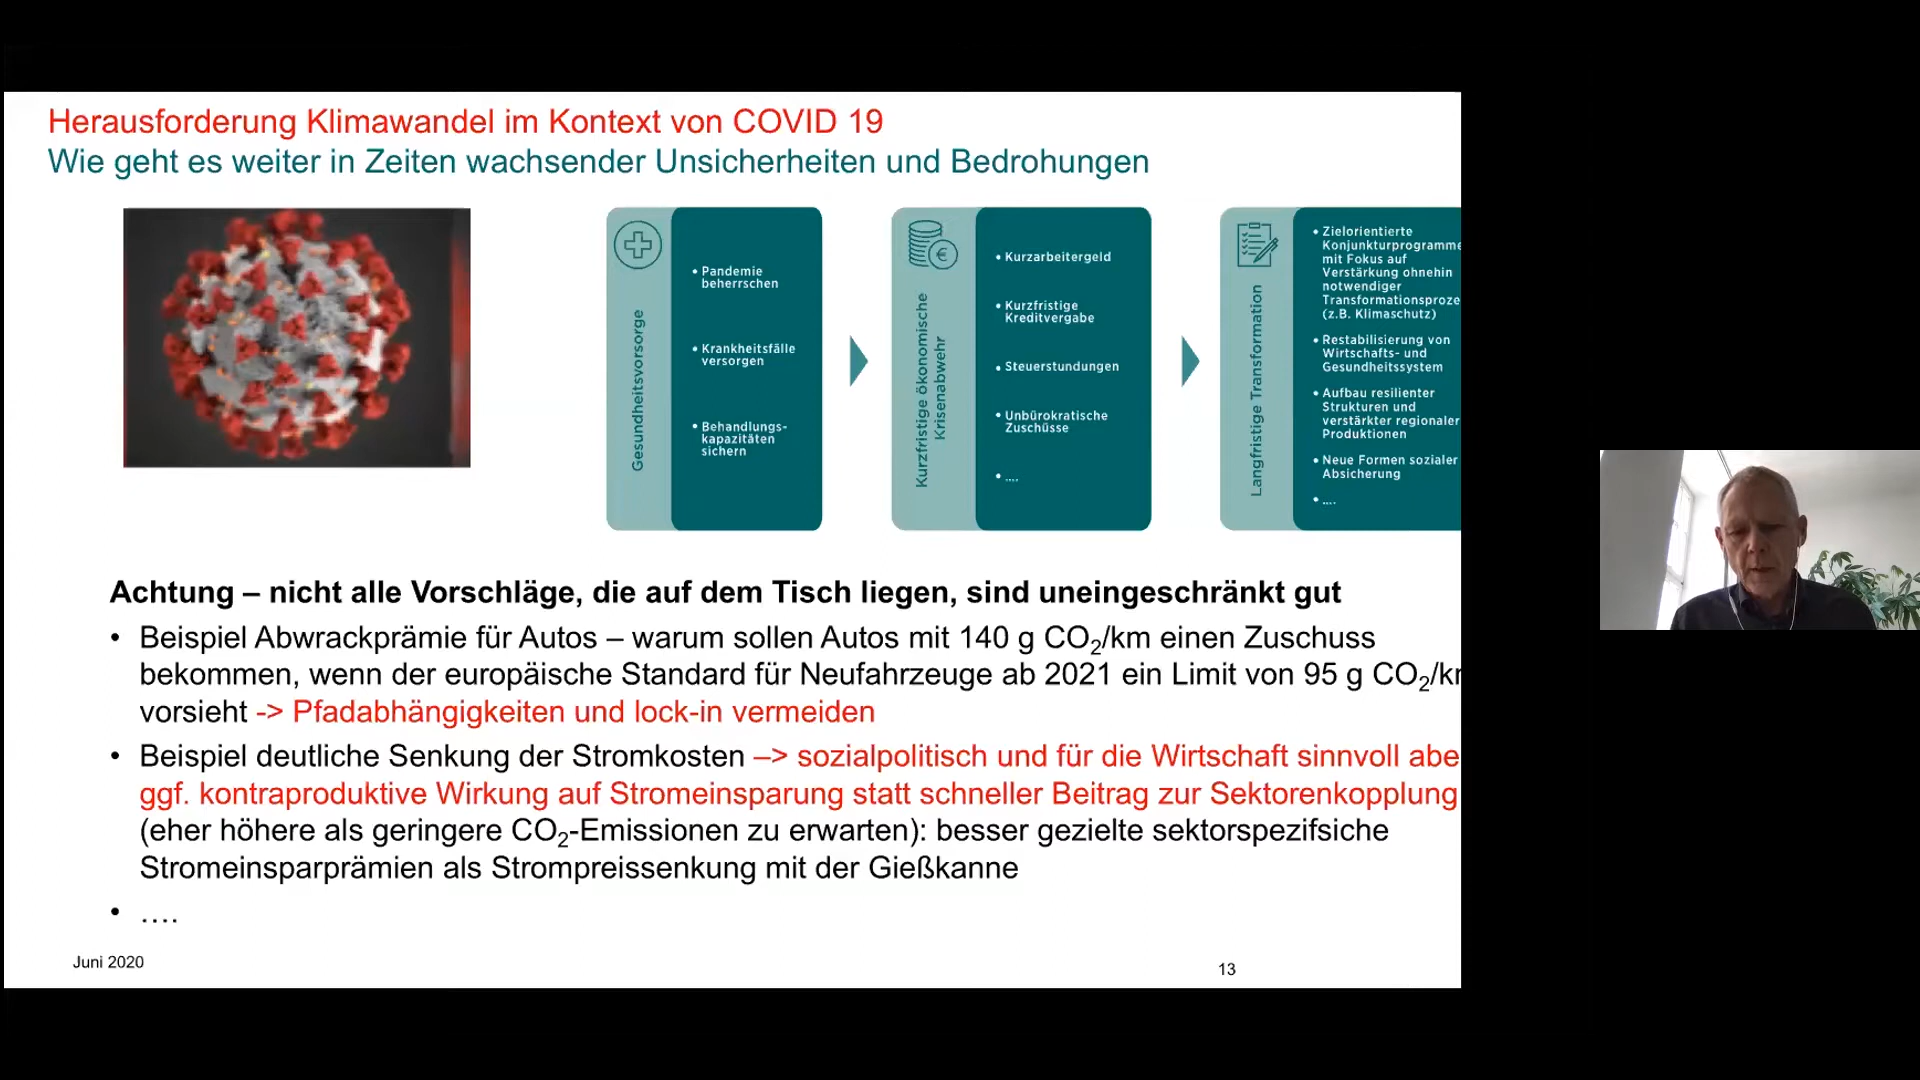 Herausforderung Klimawandel im Kontext von COVID 19
Wie geht es weiter in Zeiten wachsender Unsicherheiten und Bedrohungen
Gesundheitsvorsorge
• Pandemie
beherrschen
• Krankheitsfälle
versorgen
• Behandlungs-
kapazitäten
sichern
Kurzfristige ökonomische
Krisenabwehr
• Kurzarbeitergeld
• Kurzfristige
Kreditvergabe
• Steuerstundungen
• Unbürokratische
Zuschüsse
• ....
Langfristige Transformation
• Zielorientierte
Konjunkturprogramme
mit Fokus auf
Verstärkung ohnehin
notwendiger
Transformationsproze
(z.B. Klimaschutz)
• Restabilisierung von
Wirtschafts- und
Gesundheitssystem
• Aufbau resilienter
Strukturen und
verstärkter regionaler
Produktionen
• Neue Formen sozialer
Absicherung
• ....
Achtung – nicht alle Vorschläge, die auf dem Tisch liegen, sind uneingeschränkt gut
• Beispiel Abwrackprämie für Autos – warum sollen Autos mit 140 g CO₂/km einen Zuschuss
bekommen, wenn der europäische Standard für Neufahrzeuge ab 2021 ein Limit von 95 g CO₂/k
vorsieht -> Pfadabhängigkeiten und lock-in vermeiden
• Beispiel deutliche Senkung der Stromkosten –> sozialpolitisch und für die Wirtschaft sinnvoll abe
ggf. kontraproduktive Wirkung auf Stromeinsparung statt schneller Beitrag zur Sektorenkopplung
(eher höhere als geringere CO₂-Emissionen zu erwarten): besser gezielte sektorspezifsiche
Stromeinsparprämien als Strompreissenkung mit der Gießkanne
• ....
Juni 2020
13